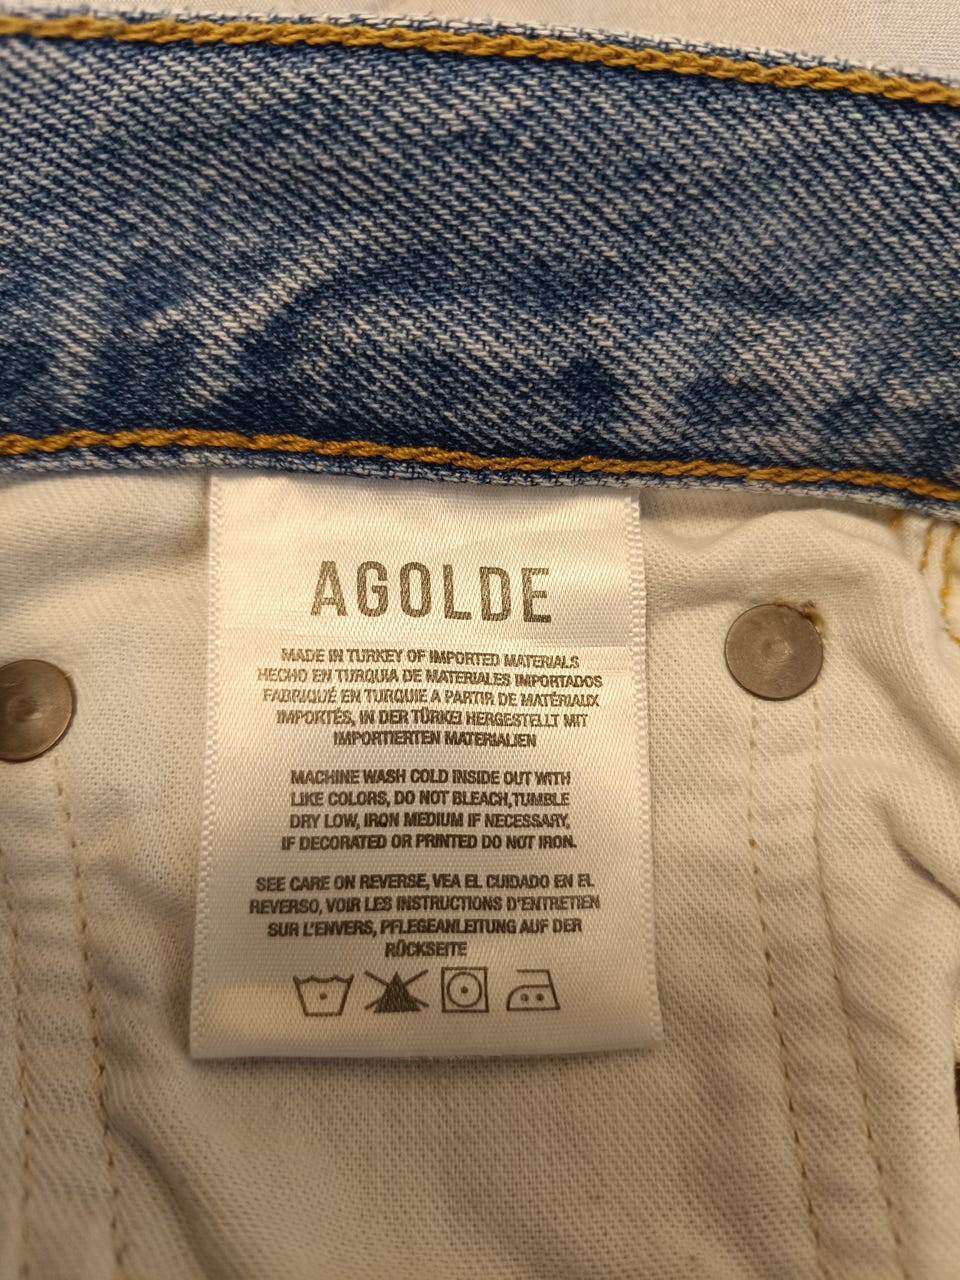 AGOLDE
MADE IN TURKEY OF IMPORTED MATERIALS
HECHO EN TURQUIA DE MATERIALES IMPORTADOS
FABRIQUÉ EN TURQUIE A PARTIR DE MATÉRIAUX
IMPORTÉS, IN DER TÜRKEI HERGESTELLT MIT
IMPORTIERTEN MATERIALIEN
MACHINE WASH COLD INSIDE OUT WITH
LIKE COLORS, DO NOT BLEACH,TUMBLE
DRY LOW, IRON MEDIUM IF NECESSARY,
IF DECORATED OR PRINTED DO NOT IRON.
SEE CARE ON REVERSE, VEA EL CUIDADO EN EL
REVERSO, VOIR LES INSTRUCTIONS D'ENTRETIEN
SUR L'ENVERS, PFLEGEANLEITUNG AUF DER
RÜCKSEITE